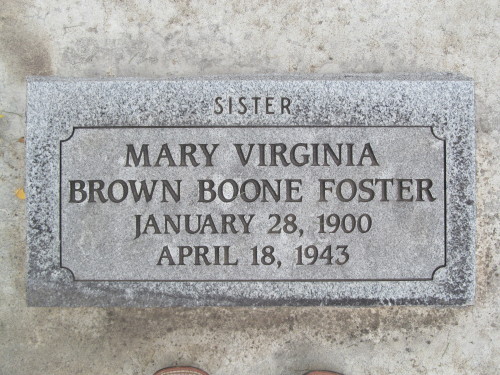 SISTER
MARY VIRGINIA
BROWN BOONE FOSTER
JANUARY 28, 1900
APRIL 18, 1943